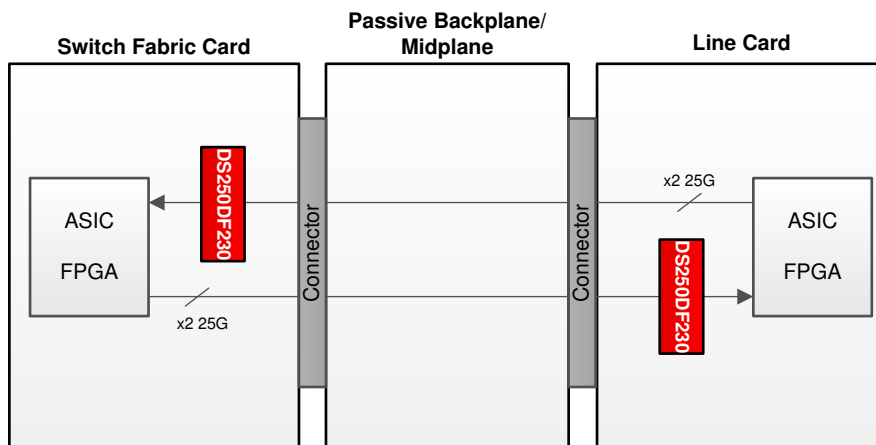 Passive Backplane/
Midplane
Switch Fabric Card
Line Card
DS250DF230
x2 25G
ASIC
FPGA
Connector
Connector
ASIC
FPGA
DS250DF230
x2 25G